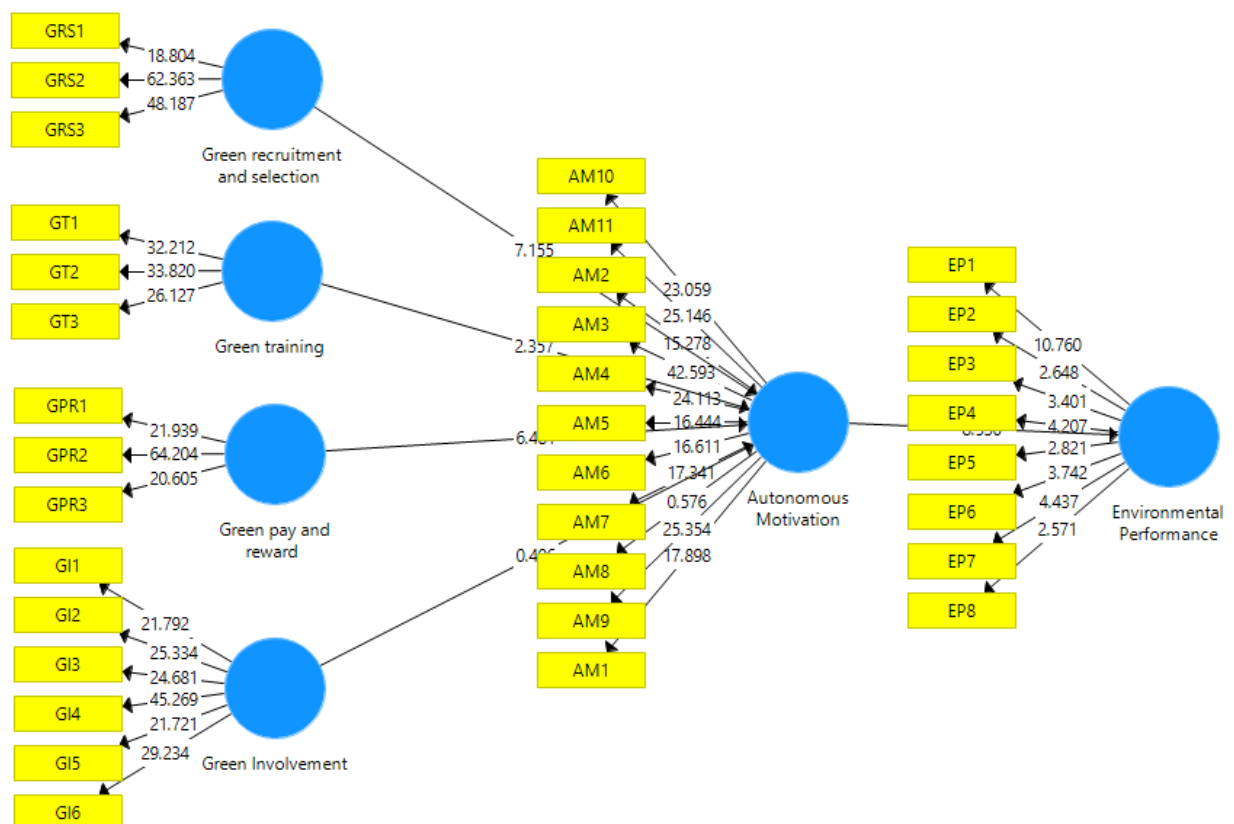 GRS1
GRS2
GRS3
18.804
62.363
48.187
Green recruitment
and selection
GT1
GT2
GT3
32.212
33.820
26.127
Green training
GPR1
GPR2
GPR3
21.939
64.204
20.605
Green pay and
reward
GI1
GI2
GI3
GI4
GI5
GI6
21.792
25.334
24.681
45.269
21.721
29.234
Green Involvement
7.155
2.357
AM10
AM11
AM2
AM3
AM4
AM5
AM6
AM7
AM8
AM9
AM1
23.059
25.146
15.278
42.593
24.113
16.444
16.611
17.341
0.576
25.354
17.898
Autonomous
Motivation
EP1
EP2
EP3
EP4
EP5
EP6
EP7
EP8
10.760
2.648
3.401
4.207
2.821
3.742
4.437
2.571
Environmental
Performance